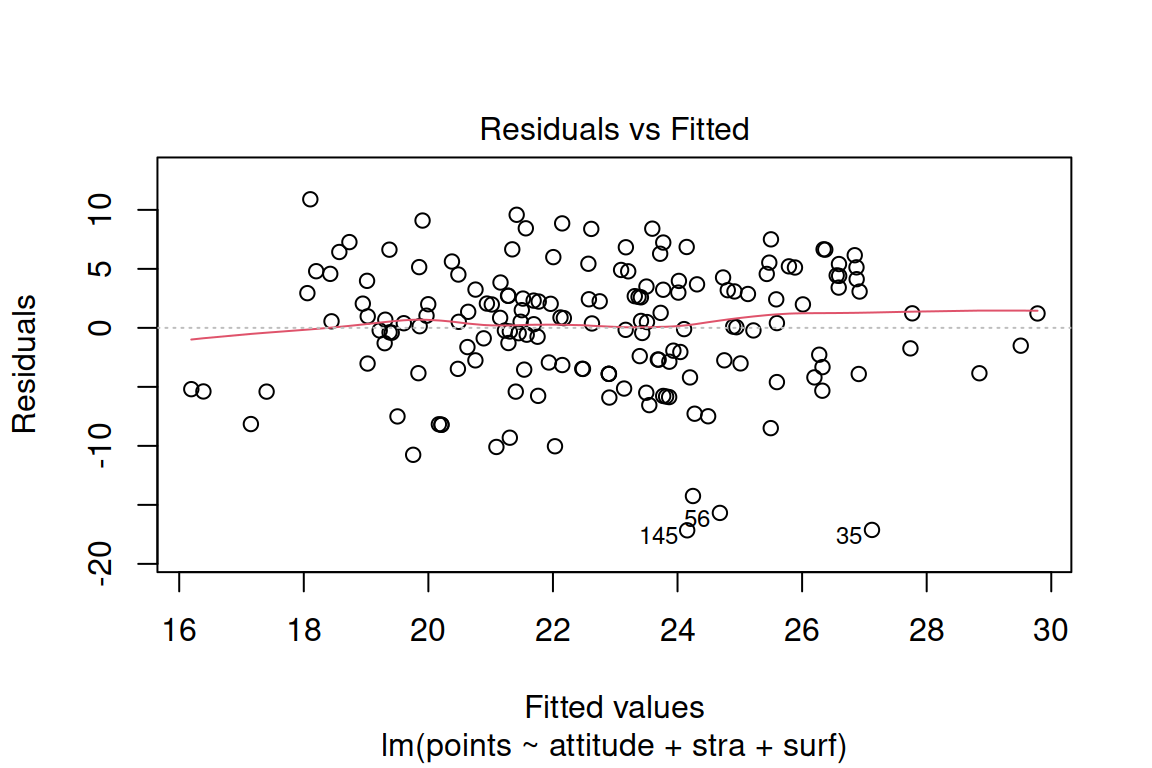 Residuals vs Fitted
Residuals
10
5
0
-10
-20
56
145
35
16 18 20 22 24 26 28 30
Fitted values
lm(points ~ attitude + stra + surf)